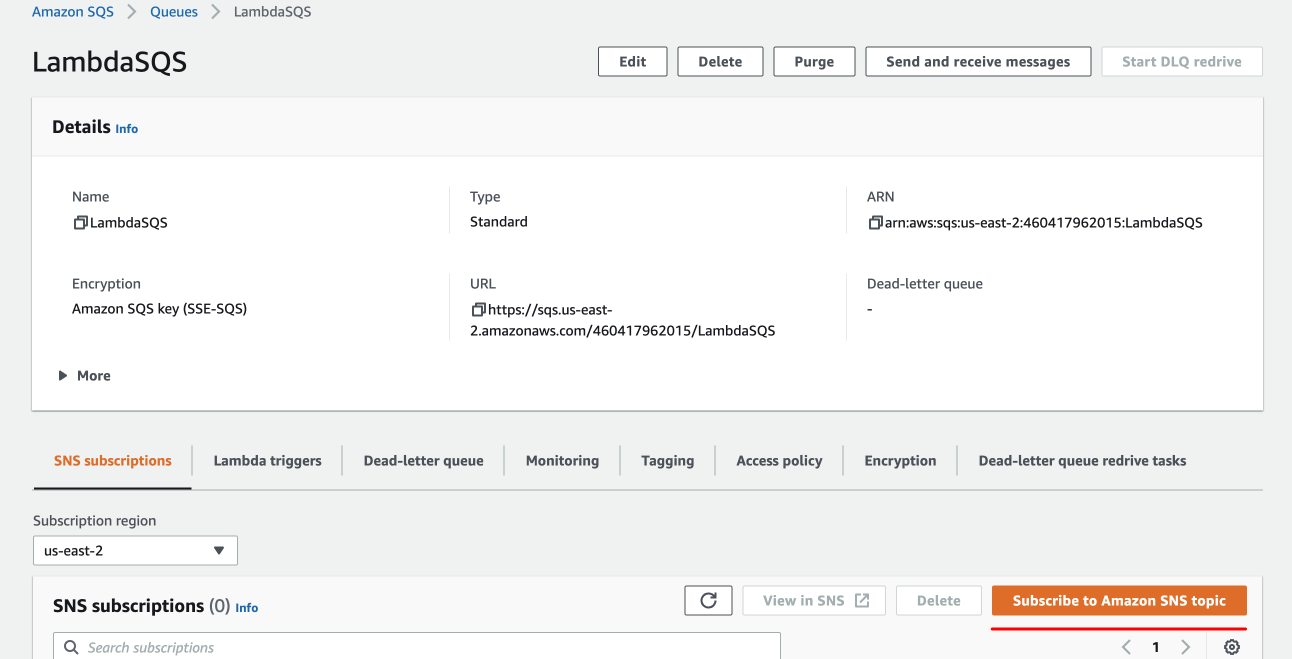 Amazon SQS > Queues > LambdaSQS
LambdaSQS
Edit
Delete
Purge
Send and receive messages
Start DLQ redrive
Details Info
Name
LambdaSQS
Type
Standard
ARN
arn:aws:sqs:us-east-2:460417962015:LambdaSQS
Encryption
Amazon SQS key (SSE-SQS)
URL
https://sqs.us-east-
2.amazonaws.com/460417962015/LambdaSQS
Dead-letter queue
-
More
SNS subscriptions
Lambda triggers
Dead-letter queue
Monitoring
Tagging
Access policy
Encryption
Dead-letter queue redrive tasks
Subscription region
us-east-2
SNS subscriptions (0) Info
View in SNS
Delete
Subscribe to Amazon SNS topic
Search subscriptions
1